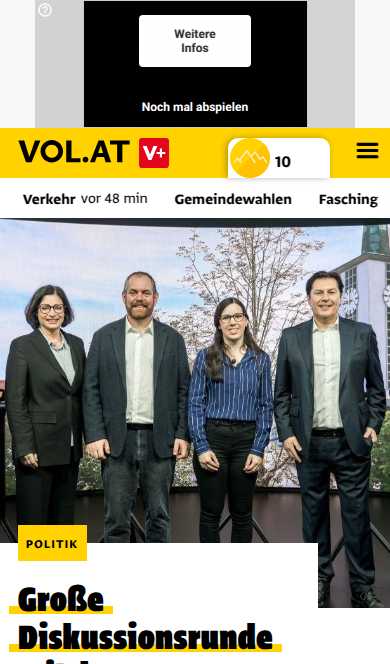 Weitere
Infos
Noch mal abspielen
VOL.AT V+
10
Verkehr vor 48 min Gemeindewahlen Fasching
POLITIK
Große
Diskussionsrunde